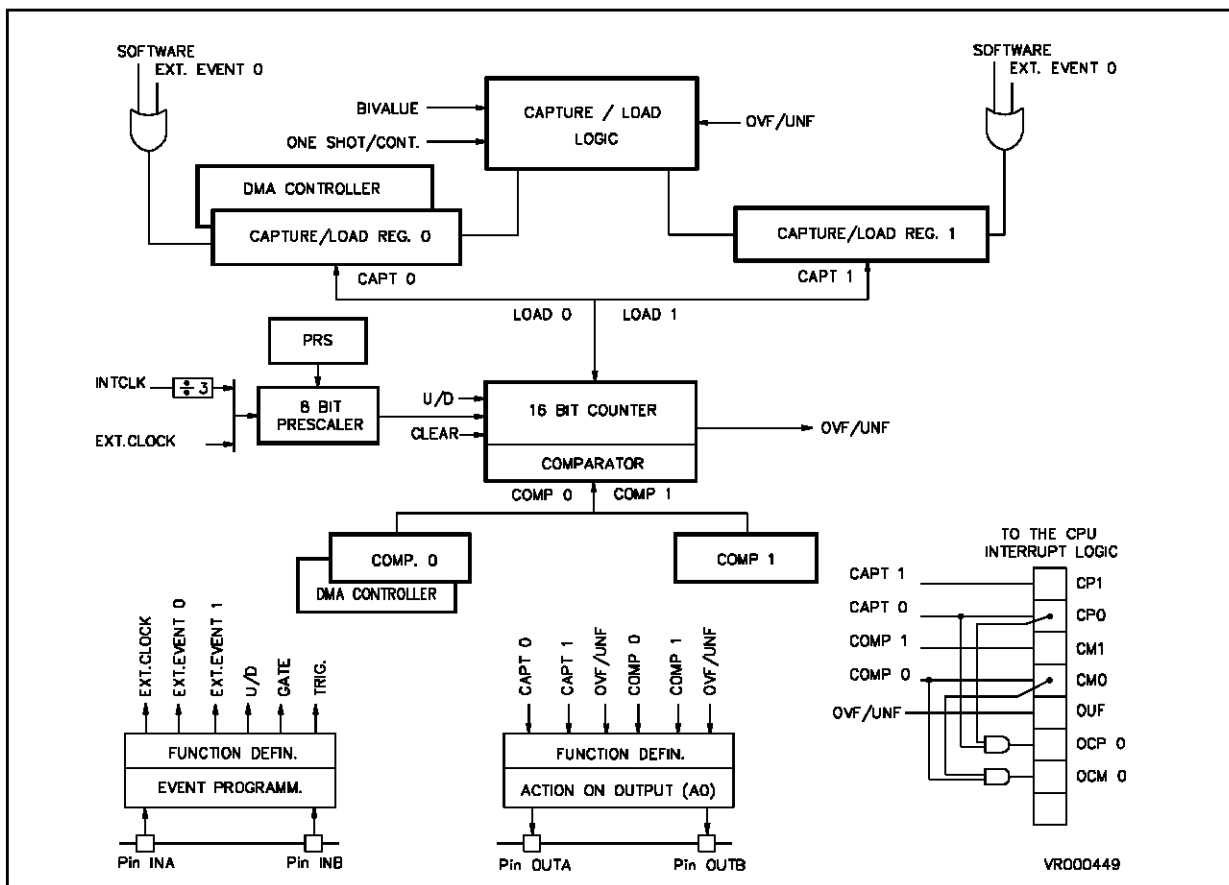 SOFTWARE
EXT. EVENT 0
SOFTWARE
EXT. EVENT 0
BIVALUE
ONE SHOT/CONT.
CAPTURE / LOAD
LOGIC
OVF/UNF
DMA CONTROLLER
CAPTURE/LOAD REG. 0
CAPTURE/LOAD REG. 1
CAPT 0
CAPT 1
LOAD 0
LOAD 1
PRS
INTCLK
÷ 3
EXT.CLOCK
8 BIT
PRESCALER
U/D
CLEAR
16 BIT COUNTER
COMPARATOR
OVF/UNF
COMP 0
COMP 1
COMP. 0
DMA CONTROLLER
COMP 1
TO THE CPU
INTERRUPT LOGIC
CAPT 1
CP1
CAPT 0
CP0
COMP 1
CM1
COMP 0
CM0
OVF/UNF
OUF
OCP 0
OCM 0
EXT.CLOCK
EXT.EVENT 0
EXT.EVENT 1
U/D
GATE
TRIG.
FUNCTION DEFIN.
EVENT PROGRAMM.
Pin INA
Pin INB
CAPT 0
CAPT 1
OVF/UNF
COMP 0
COMP 1
OVF/UNF
FUNCTION DEFIN.
ACTION ON OUTPUT (AO)
Pin OUTA
Pin OUTB
VR000449